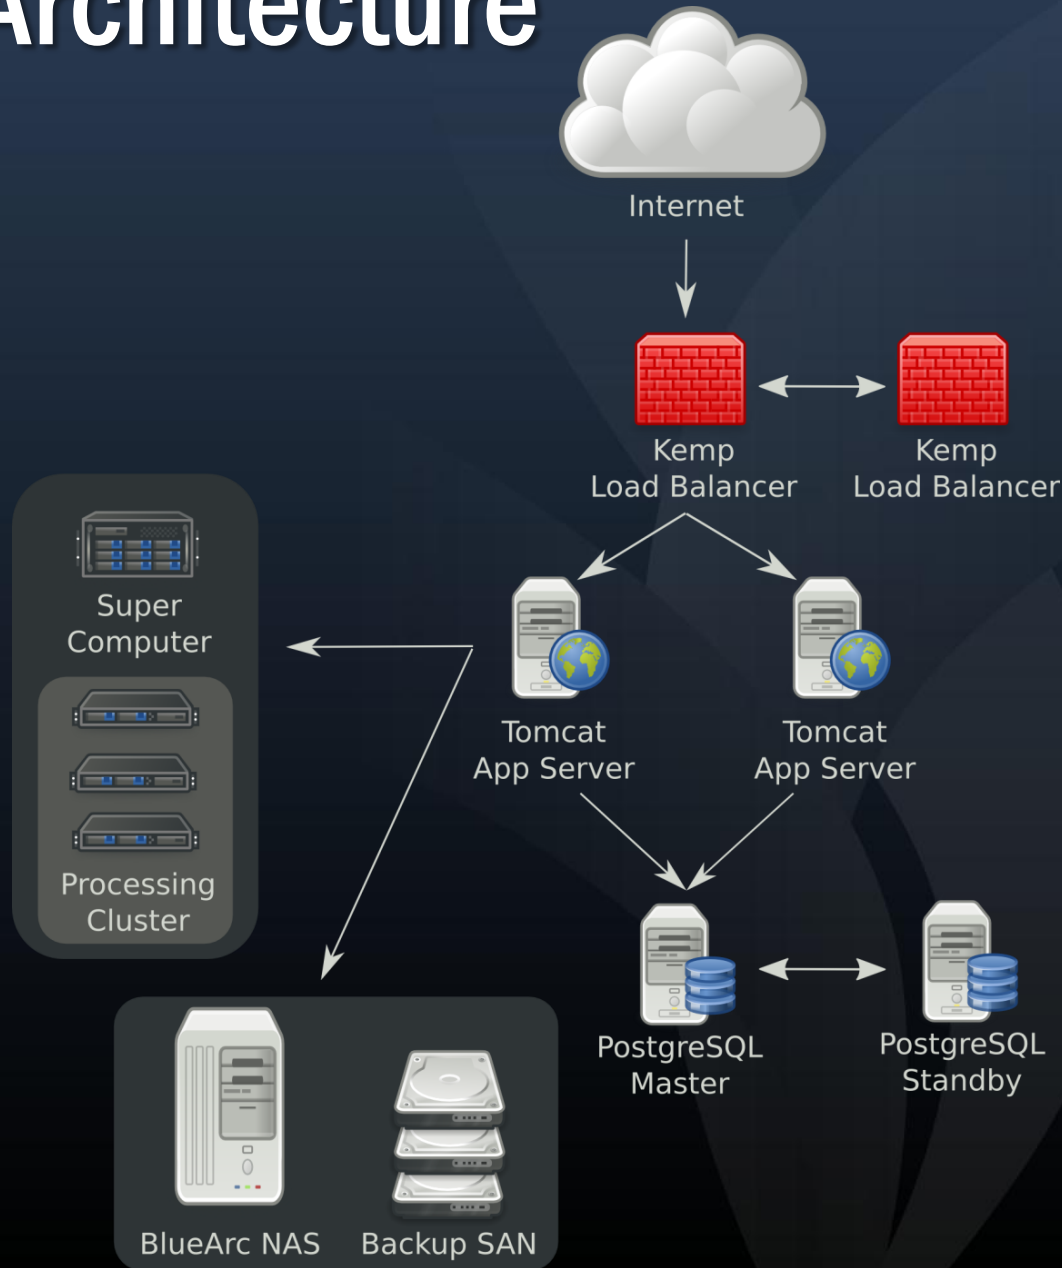 Architecture
Internet
Kemp
Load Balancer
Kemp
Load Balancer
Super
Computer
Tomcat
App Server
Tomcat
App Server
Processing
Cluster
PostgreSQL
Master
PostgreSQL
Standby
BlueArc NAS
Backup SAN